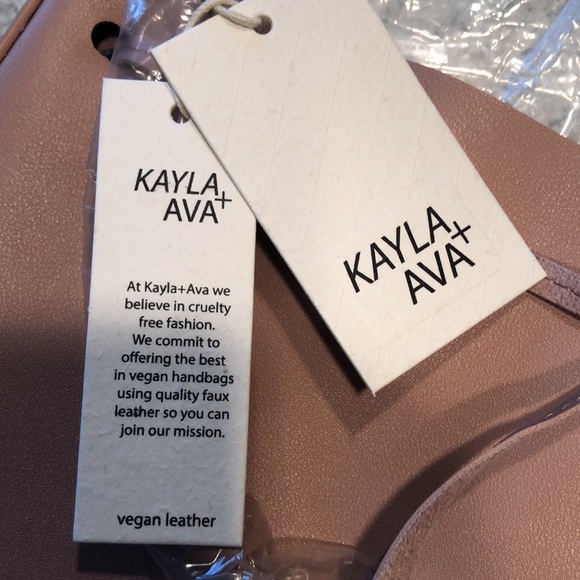 KAYLA+
AVA
At Kayla+Ava we
believe in cruelty
free fashion.
We commit to
offering the best
in vegan handbags
using quality faux
leather so you can
join our mission.
vegan leather
KAYLA+
AVA